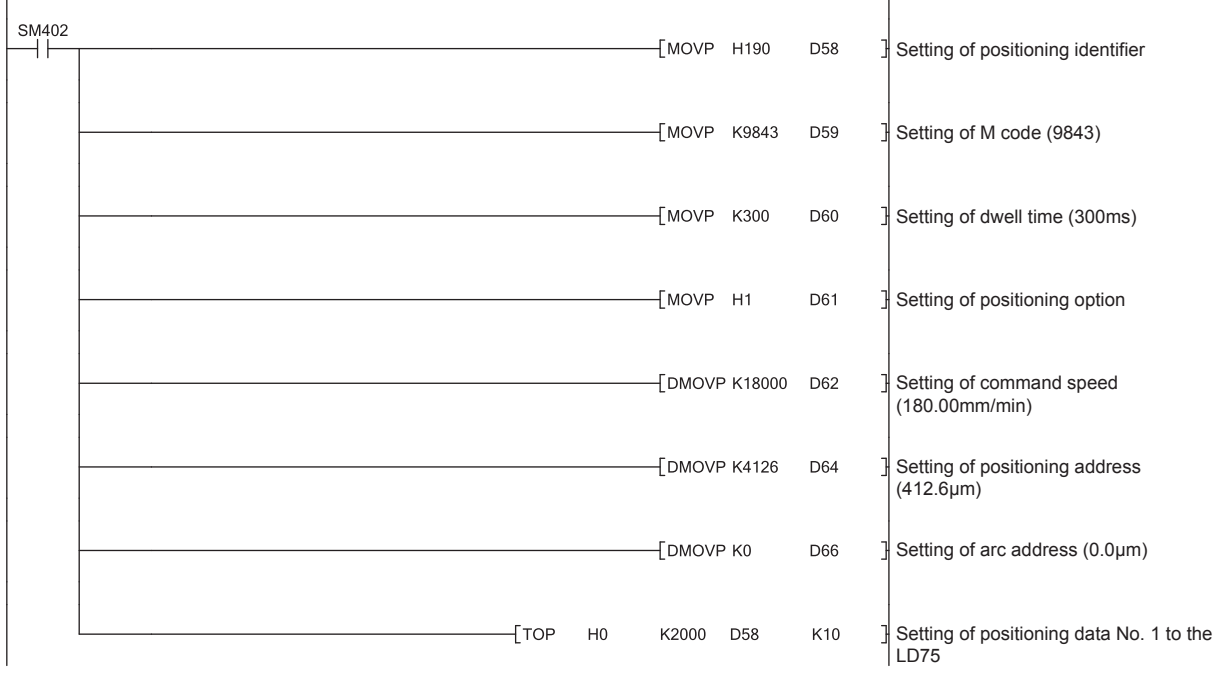 SM402
MOVP H190 D58 Setting of positioning identifier
MOVP K9843 D59 Setting of M code (9843)
MOVP K300 D60 Setting of dwell time (300ms)
MOVP H1 D61 Setting of positioning option
DMOVP K18000 D62 Setting of command speed
(180.00mm/min)
DMOVP K4126 D64 Setting of positioning address
(412.6µm)
DMOVP K0 D66 Setting of arc address (0.0µm)
TOP H0 K2000 D58 K10 Setting of positioning data No. 1 to the
LD75